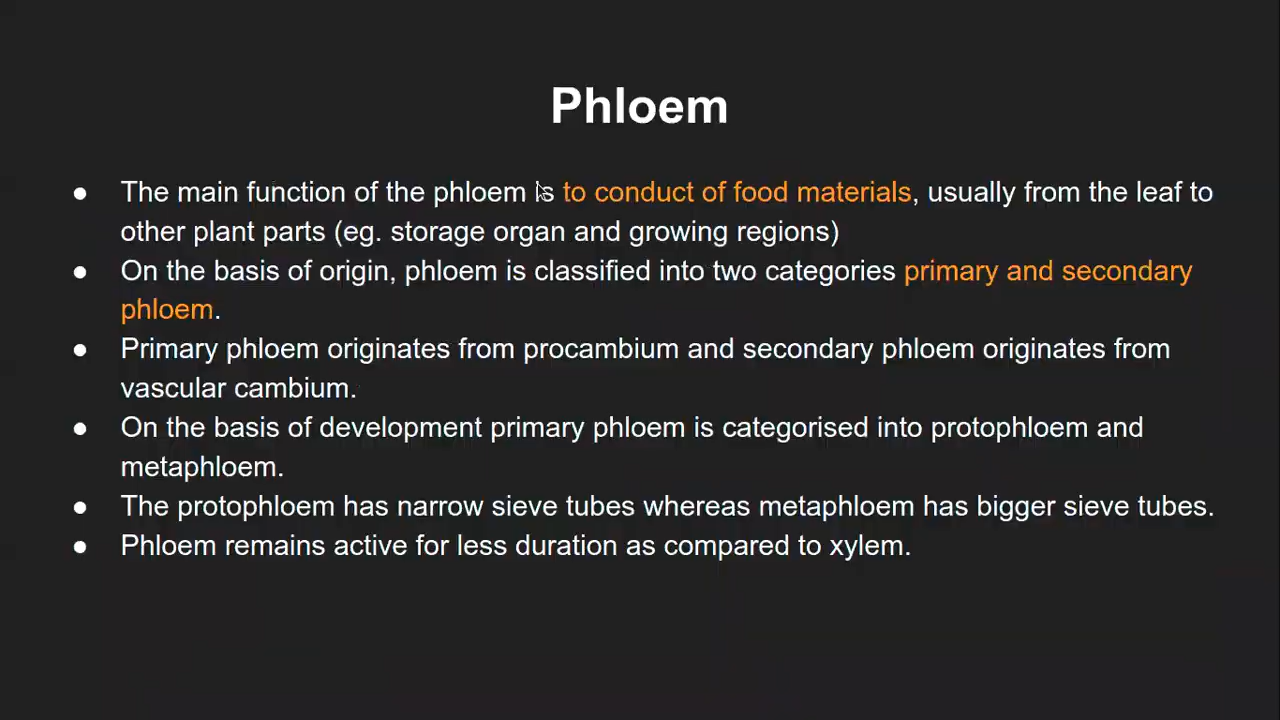 Phloem
● The main function of the phloem is to conduct of food materials, usually from the leaf to
other plant parts (eg. storage organ and growing regions)
● On the basis of origin, phloem is classified into two categories primary and secondary
phloem.
● Primary phloem originates from procambium and secondary phloem originates from
vascular cambium.
● On the basis of development primary phloem is categorised into protophloem and
metaphloem.
● The protophloem has narrow sieve tubes whereas metaphloem has bigger sieve tubes.
● Phloem remains active for less duration as compared to xylem.